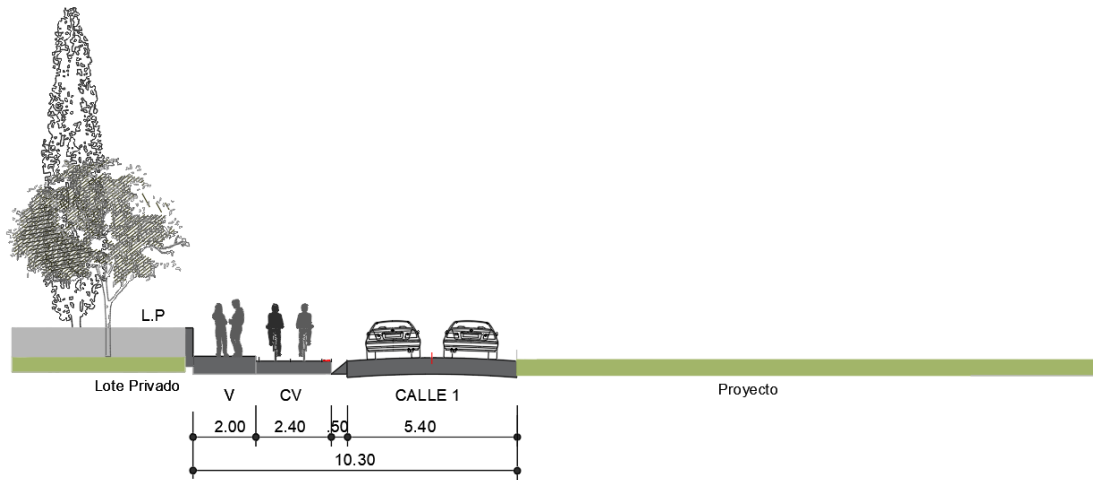 L.P
Lote Privado
Proyecto
V CV CALLE 1
2.00 2.40 .50 5.40
10.30